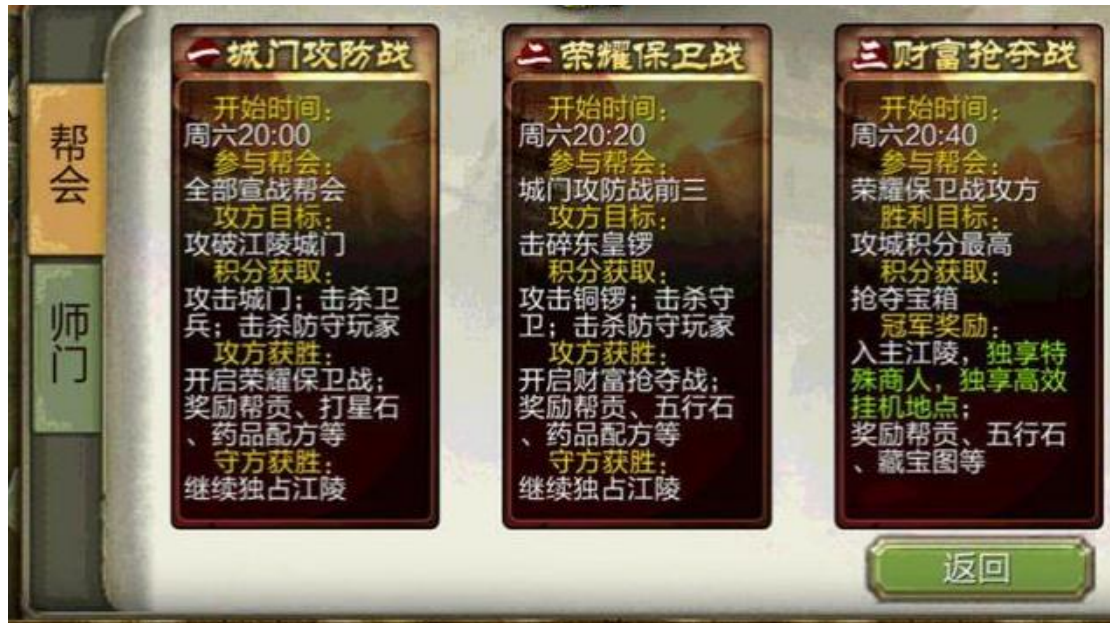 帮会
师门
一城门攻防战
开始时间：
周六20:00
参与帮会：
全部宣战帮会
攻方目标：
攻破江陵城门
积分获取：
攻击城门；击杀卫
兵；击杀防守玩家
攻方获胜：
开启荣耀保卫战；
奖励帮贡、打星石
、药品配方等
守方获胜：
继续独占江陵
二荣耀保卫战
开始时间：
周六20:20
参与帮会：
城门攻防战前三
攻方目标：
击碎东皇锣
积分获取：
攻击铜锣；击杀守
卫；击杀防守玩家
攻方获胜：
开启财富抢夺战；
奖励帮贡、五行石
、药品配方等
守方获胜：
继续独占江陵
三财富抢夺战
开始时间：
周六20:40
参与帮会：
荣耀保卫战攻方
胜利目标：
攻城积分最高
积分获取：
抢夺宝箱
冠军奖励：
入主江陵，独享特
殊商人，独享高效
挂机地点；
奖励帮贡、五行石
、藏宝图等
返回